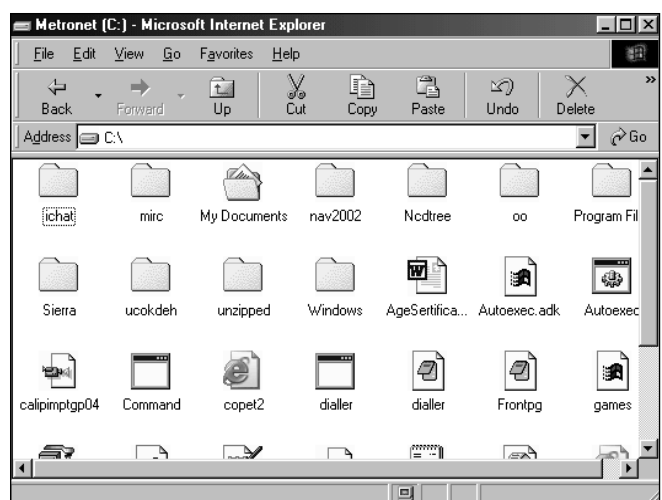 Metronet (C:) - Microsoft Internet Explorer
File Edit View Go Favorites Help
Back Forward Up Cut Copy Paste Undo Delete »
Address C:\ Go
ichat mirc My Documents nav2002 Ncdtree oo Program Fil
Sierra ucokdeh unzipped Windows AgeSertifica... Autoexec.adk Autoexec
calipimptgp04 Command copet2 dialler dialler Frontpg games